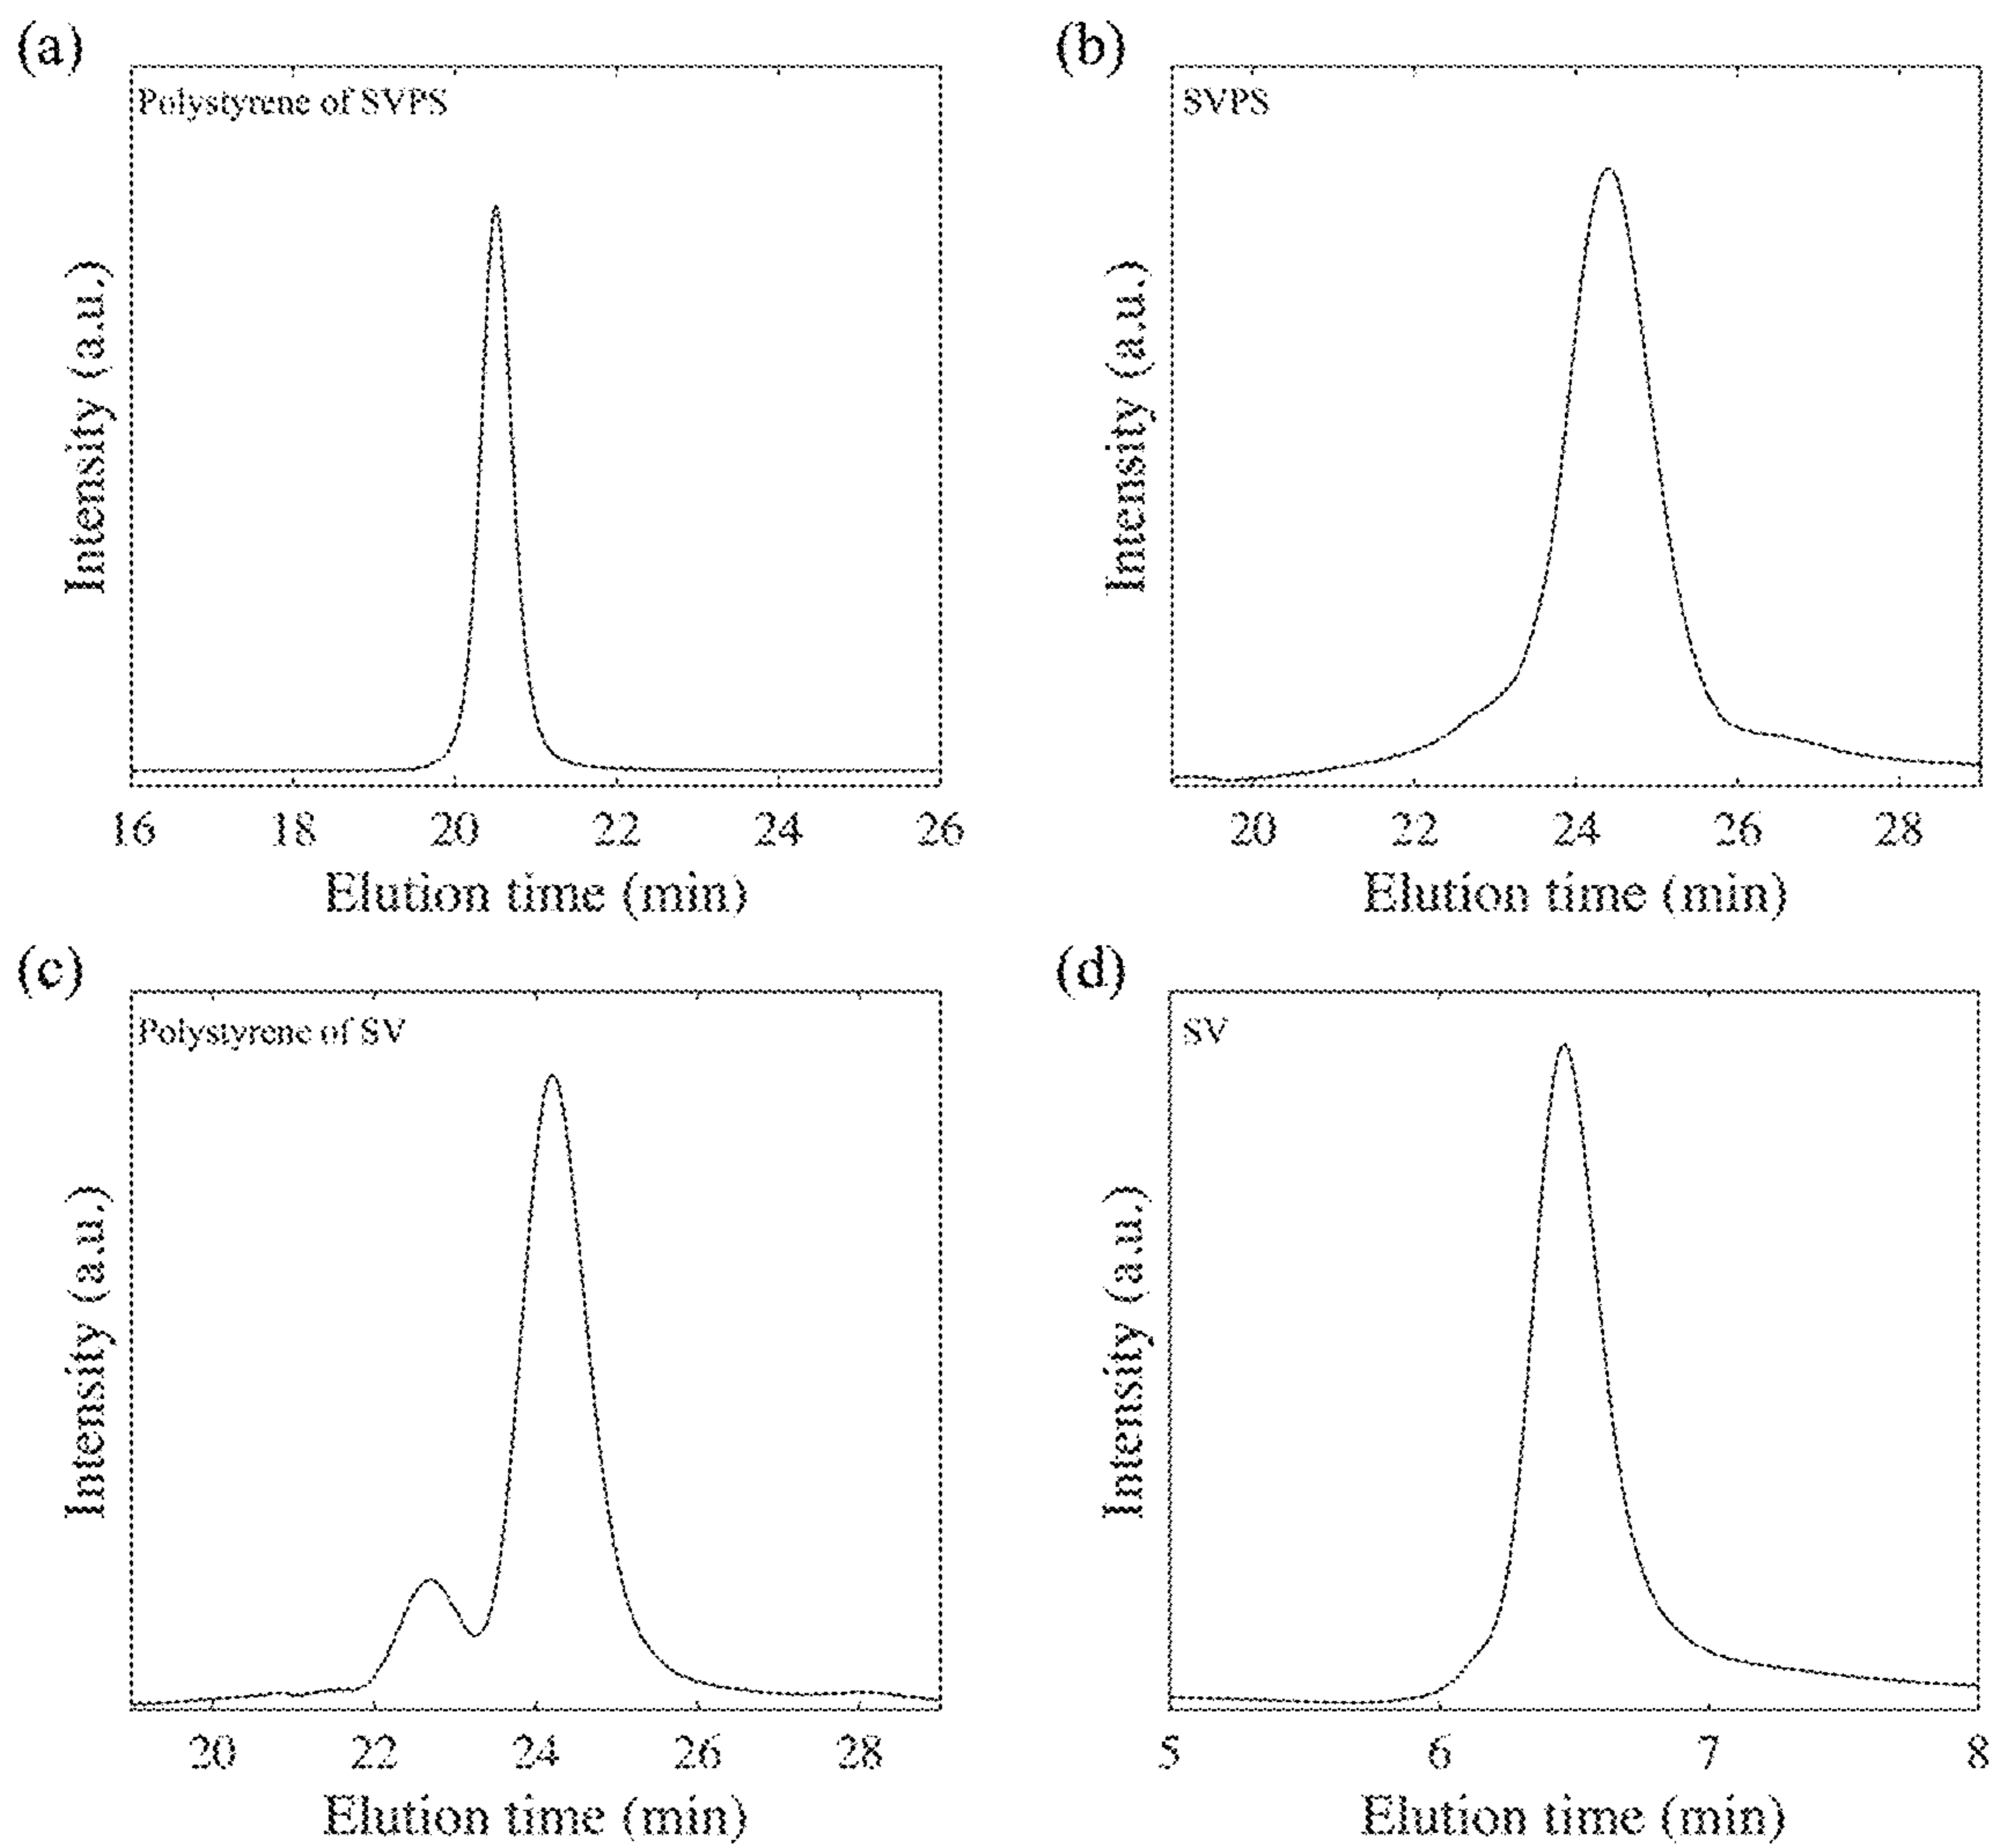 (a)
Polystyrene of SVPS
Intensity (a.u.)
16 18 20 22 24 26
Elution time (min)
(b)
SVPS
Intensity (a.u.)
20 22 24 26 28
Elution time (min)
(c)
Polystyrene of SV
Intensity (a.u.)
20 22 24 26 28
Elution time (min)
(d)
SV
Intensity (a.u.)
5 6 7 8
Elution time (min)